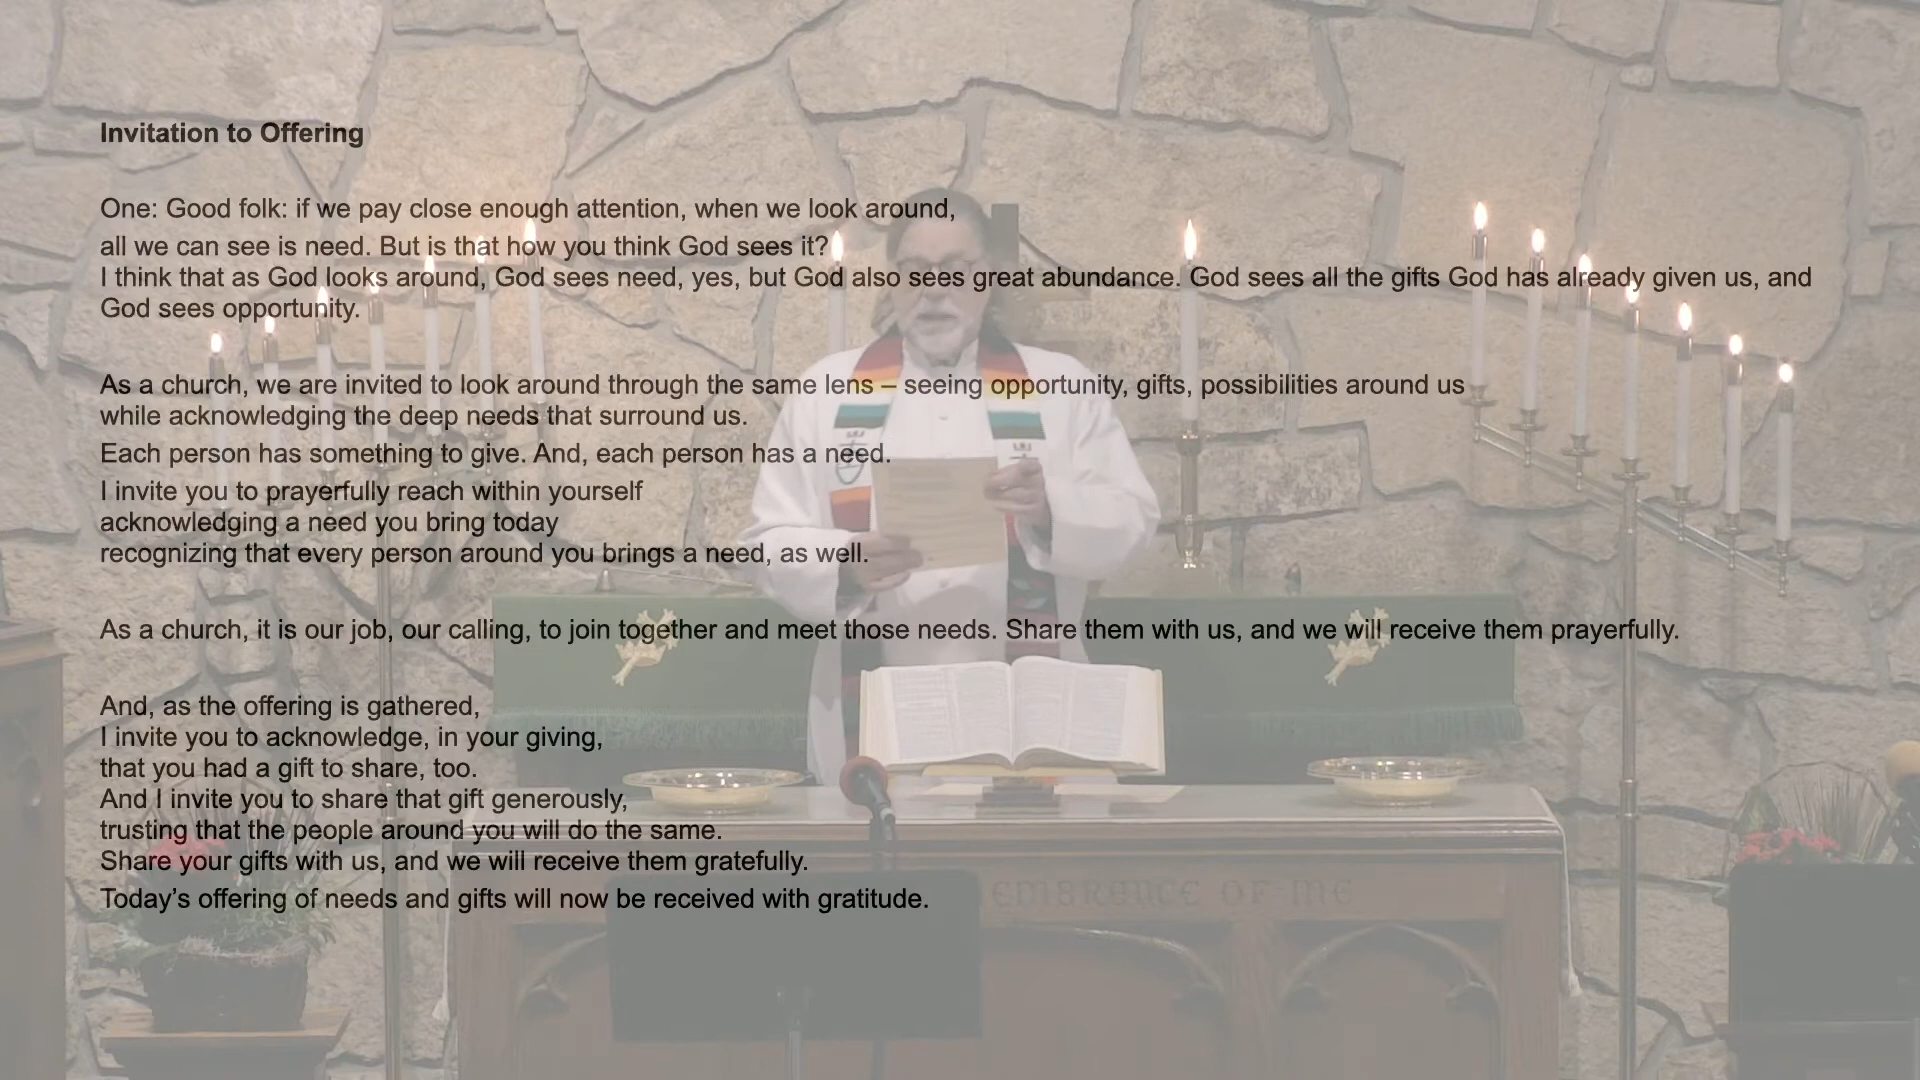 Invitation to Offering
One: Good folk: if we pay close enough attention, when we look around,
all we can see is need. But is that how you think God sees it?
I think that as God looks around, God sees need, yes, but God also sees great abundance. God sees all the gifts God has already given us, and
God sees opportunity.
As a church, we are invited to look around through the same lens – seeing opportunity, gifts, possibilities around us
while acknowledging the deep needs that surround us.
Each person has something to give. And, each person has a need.
I invite you to prayerfully reach within yourself
acknowledging a need you bring today
recognizing that every person around you brings a need, as well.
As a church, it is our job, our calling, to join together and meet those needs. Share them with us, and we will receive them prayerfully.
And, as the offering is gathered,
I invite you to acknowledge, in your giving,
that you had a gift to share, too.
And I invite you to share that gift generously,
trusting that the people around you will do the same.
Share your gifts with us, and we will receive them gratefully.
Today’s offering of needs and gifts will now be received with gratitude.
EMBRANCE OF ME